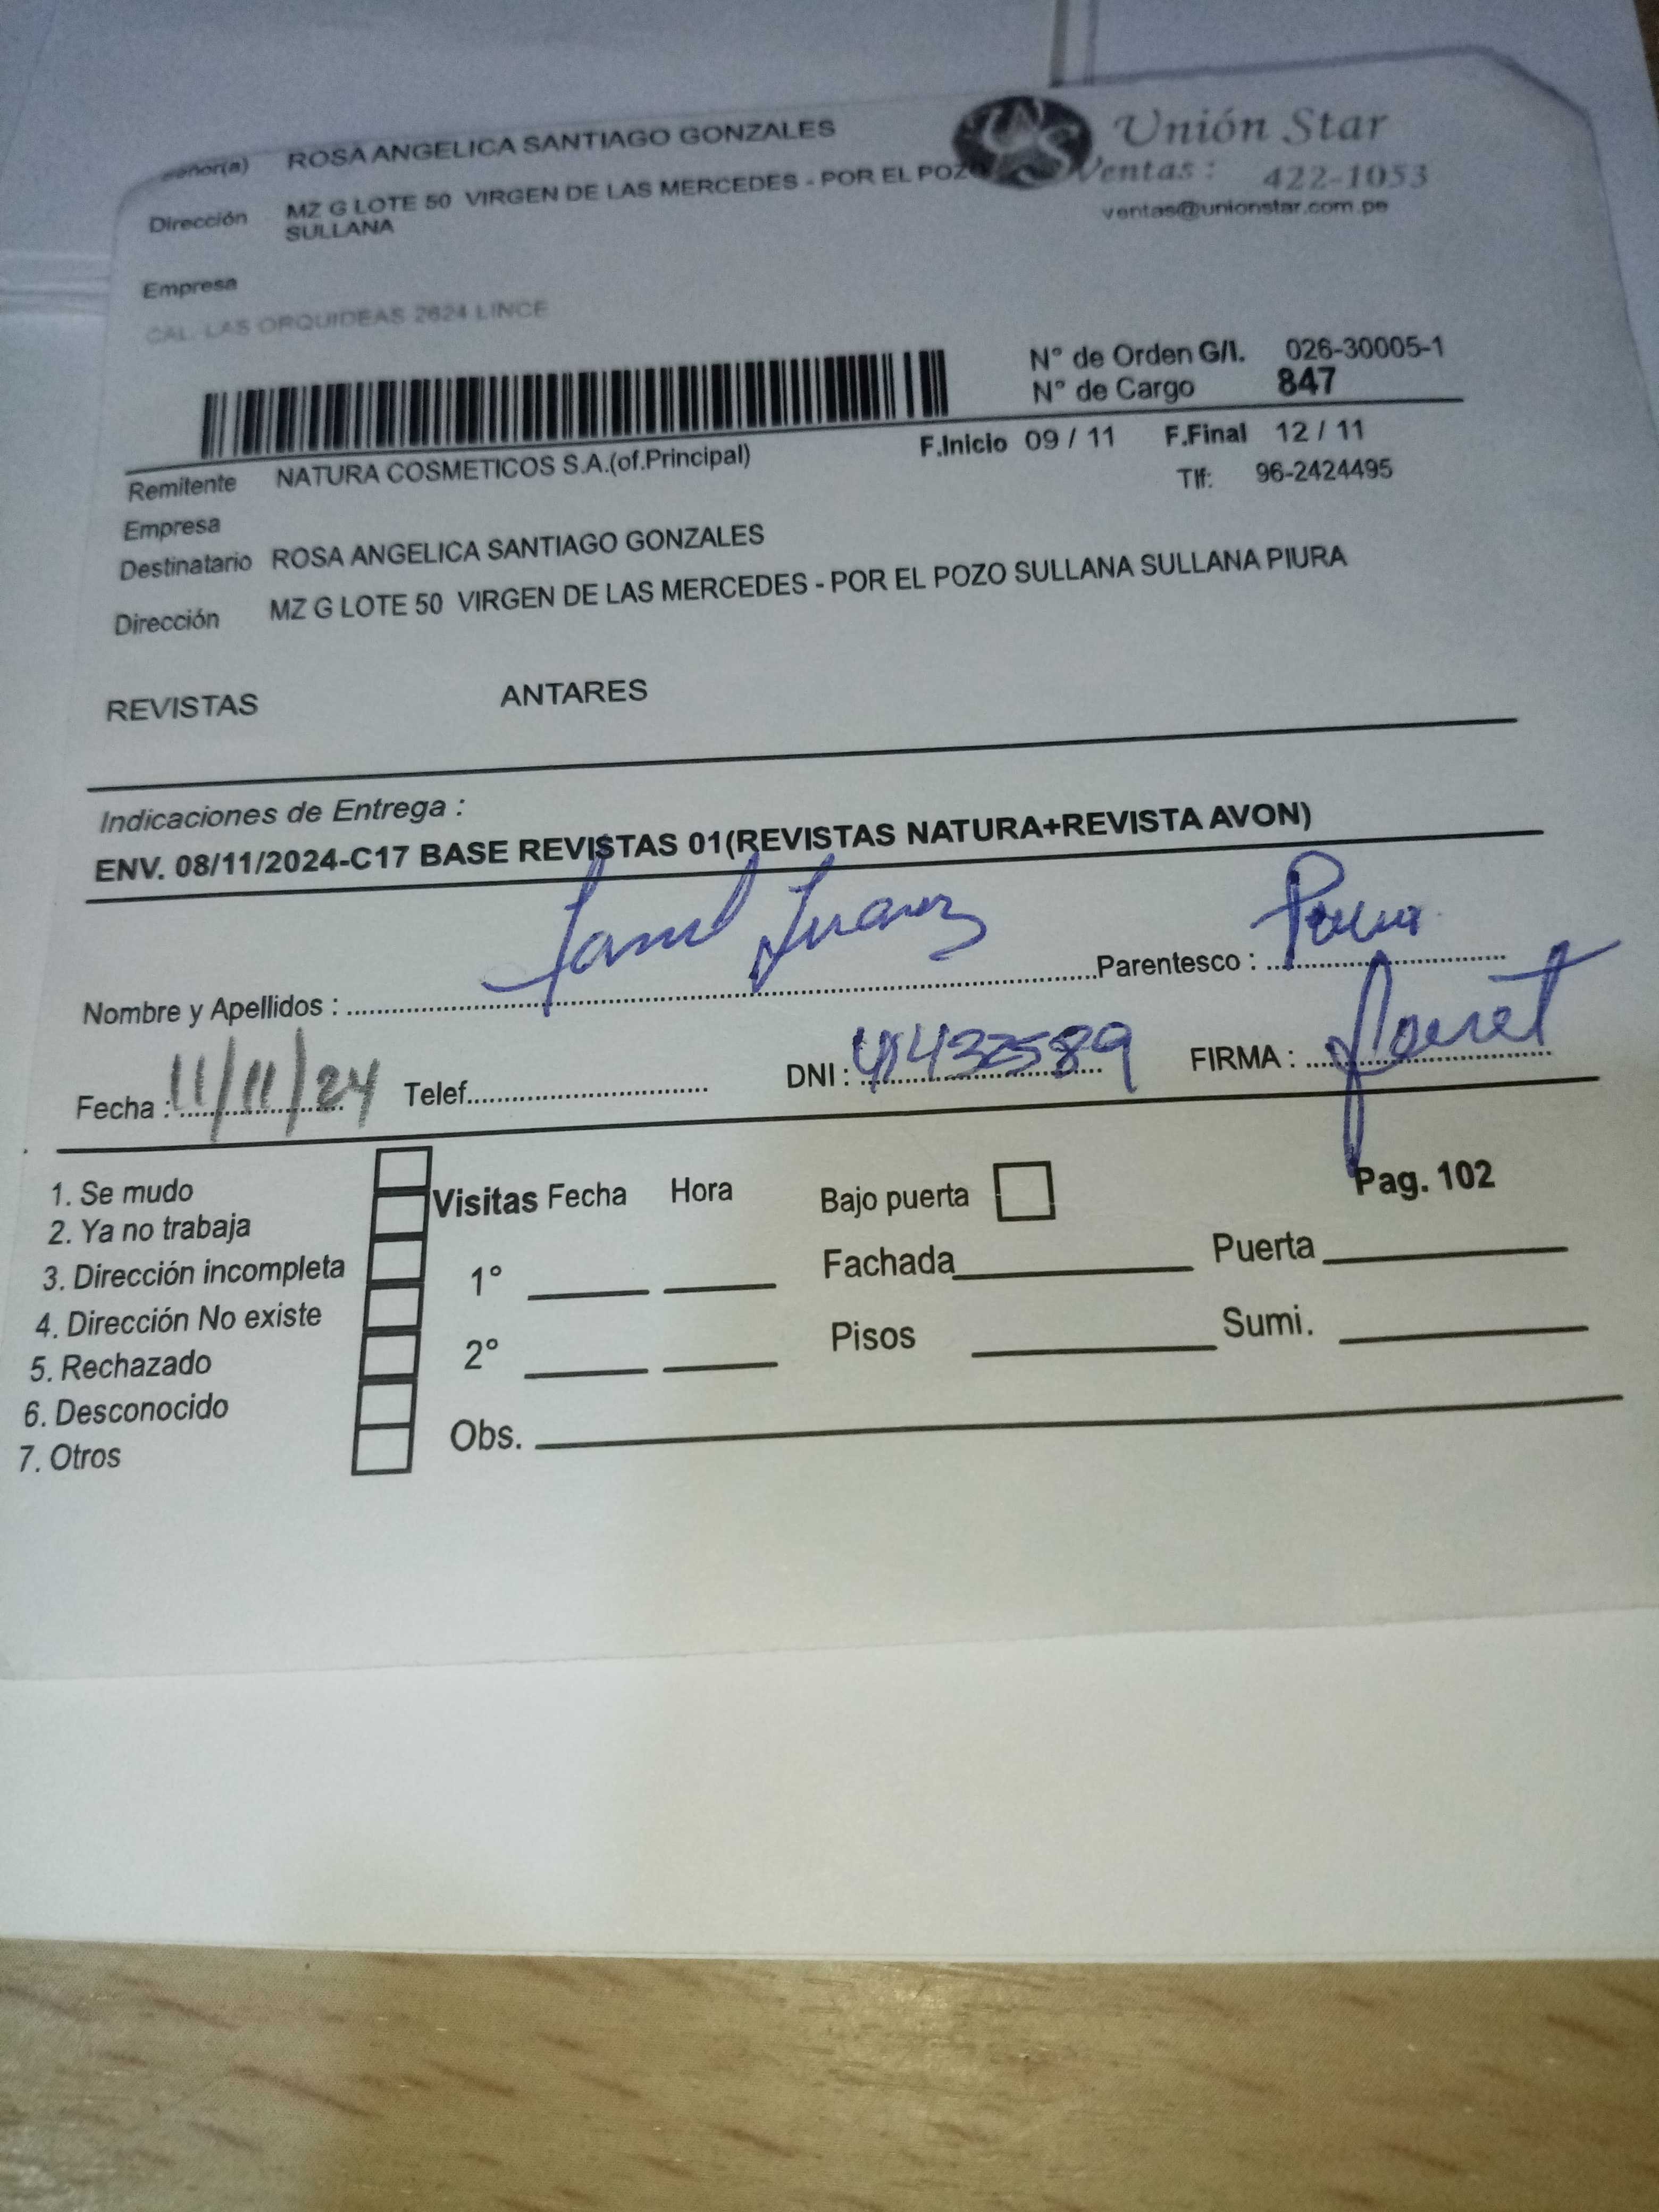 eñor(a) ROSA ANGELICA SANTIAGO GONZALES
Dirección MZ G LOTE 50 VIRGEN DE LAS MERCEDES - POR EL POZO
SULLANA
Unión Star
Ventas : 422-1053
ventas@unionstar.com.pe
Empresa
CAL. LAS ORQUIDEAS 2624 LINCE
N° de Orden G/I. 026-30005-1
N° de Cargo 847
F.Inicio 09 / 11 F.Final 12 / 11
Remitente NATURA COSMETICOS S.A.(of.Principal)
Tlf: 96-2424495
Empresa
Destinatario ROSA ANGELICA SANTIAGO GONZALES
Dirección MZ G LOTE 50 VIRGEN DE LAS MERCEDES - POR EL POZO SULLANA SULLANA PIURA
REVISTAS ANTARES
Indicaciones de Entrega :
ENV. 08/11/2024-C17 BASE REVISTAS 01(REVISTAS NATURA+REVISTA AVON)
Nombre y Apellidos : Juarez Parentesco :
Fecha : 11/11/24 Telef. DNI : FIRMA :
1. Se mudo
2. Ya no trabaja
3. Dirección incompleta
4. Dirección No existe
5. Rechazado
6. Desconocido
7. Otros
Visitas Fecha Hora
1°
2°
Obs.
Bajo puerta Pag. 102
Fachada Puerta
Pisos Sumi.